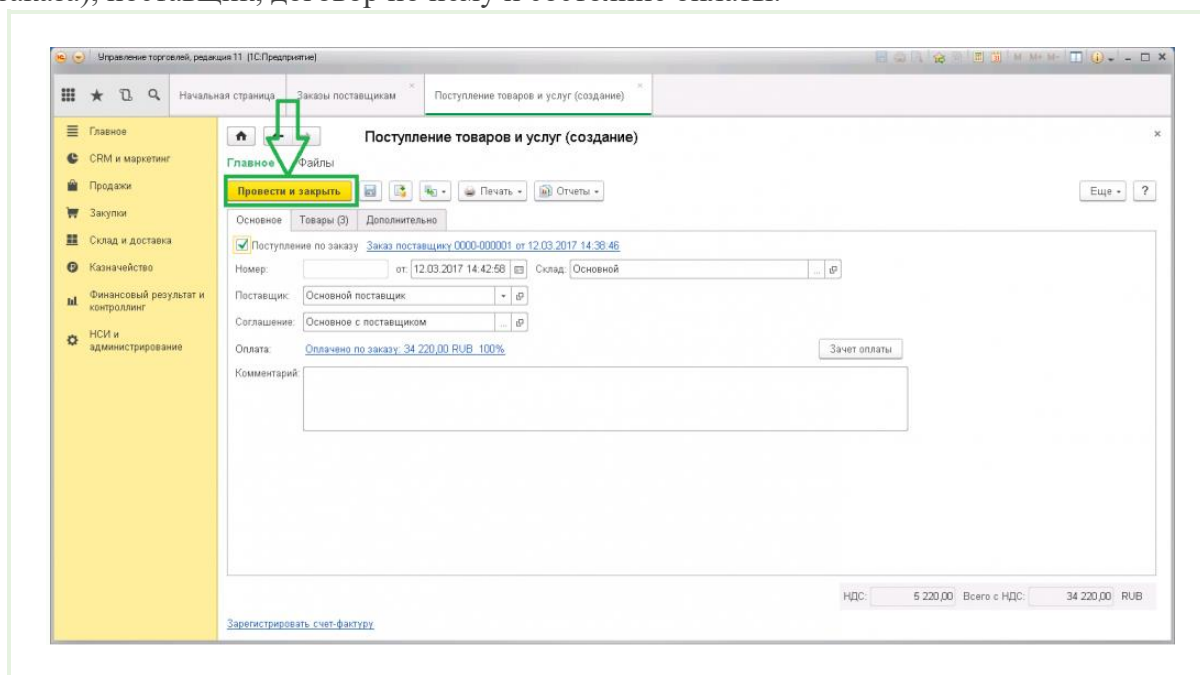 заказа), поставщик, договор по нему и состояние оплаты.
Управление торговлей, редакция 11 (1С:Предприятие)
M M+ M-
Начальная страница
Заказы поставщикам
Поступление товаров и услуг (создание)
Главное
CRM и маркетинг
Продажи
Закупки
Склад и доставка
Казначейство
Финансовый результат и
контроллинг
НСИ и
администрирование
Поступление товаров и услуг (создание)
Главное Файлы
Провести и закрыть Печать Отчеты Еще ?
Основное Товары (3) Дополнительно
Поступление по заказу Заказ поставщику 0000-000001 от 12.03.2017 14:38:46
Номер: от: 12.03.2017 14:42:58 Склад: Основной
Поставщик: Основной поставщик
Соглашение: Основное с поставщиком
Оплата: Оплачено по заказу: 34 220,00 RUB 100% Зачет оплаты
Комментарий:
НДС: 5 220,00 Всего с НДС: 34 220,00 RUB
Зарегистрировать счет-фактуру